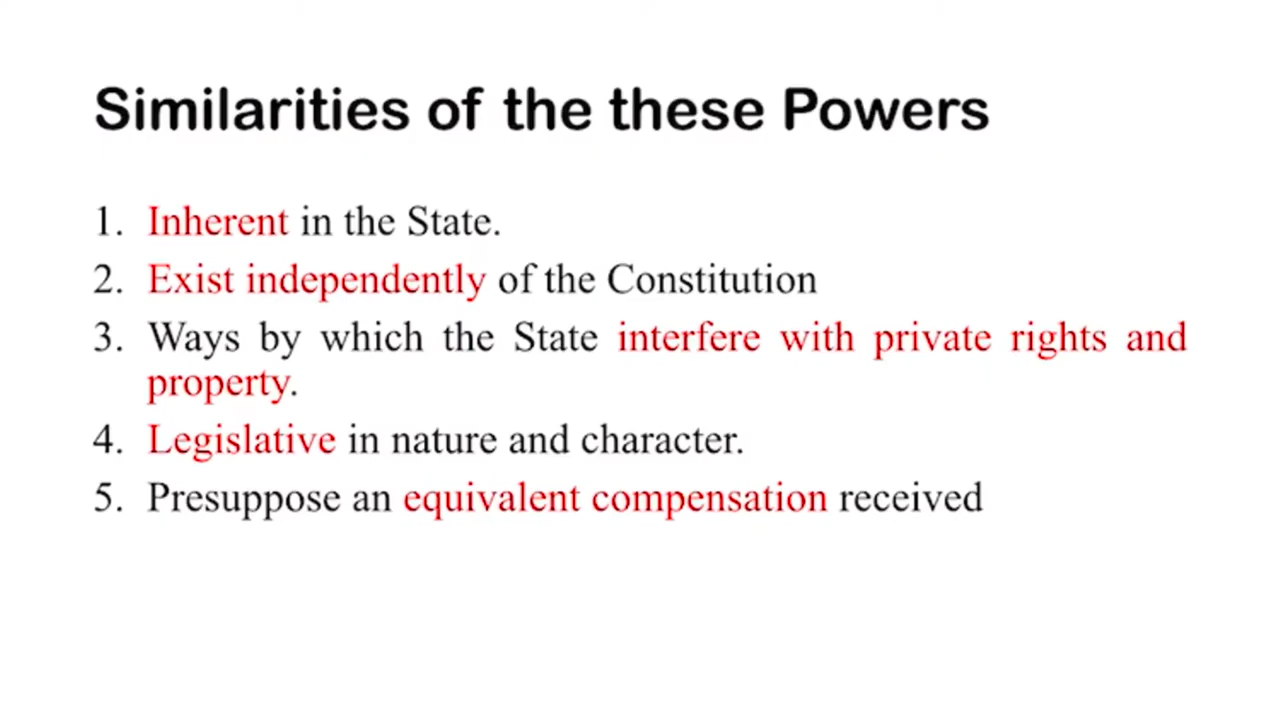 Similarities of the these Powers
1. Inherent in the State.
2. Exist independently of the Constitution
3. Ways by which the State interfere with private rights and
property.
4. Legislative in nature and character.
5. Presuppose an equivalent compensation received